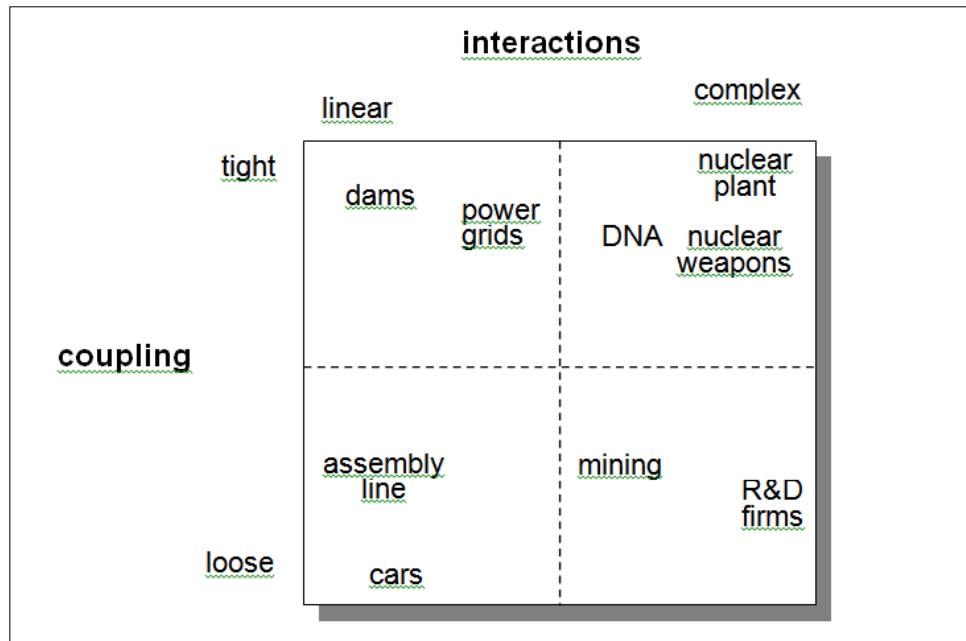 interactions
linear
complex
tight
dams
power
grids
DNA
nuclear
plant
nuclear
weapons
coupling
assembly
line
mining
R&D
firms
loose
cars